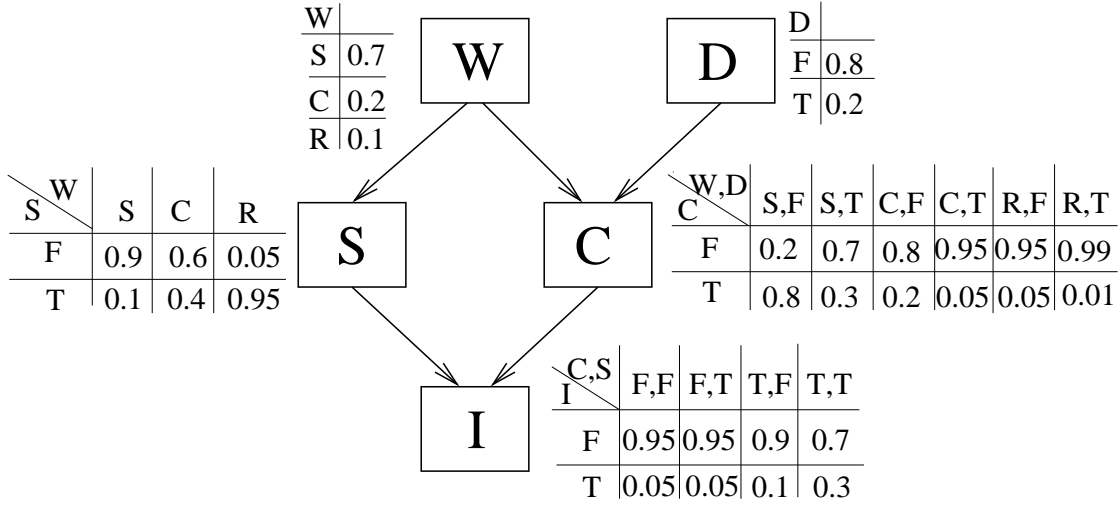 W
S 0.7
C 0.2
R 0.1
W
D
D
F 0.8
T 0.2
W
S S C R
F 0.9 0.6 0.05
T 0.1 0.4 0.95
S
C
W,D
C S,F S,T C,F C,T R,F R,T
F 0.2 0.7 0.8 0.95 0.95 0.99
T 0.8 0.3 0.2 0.05 0.05 0.01
I
C,S
I F,F F,T T,F T,T
F 0.95 0.95 0.9 0.7
T 0.05 0.05 0.1 0.3